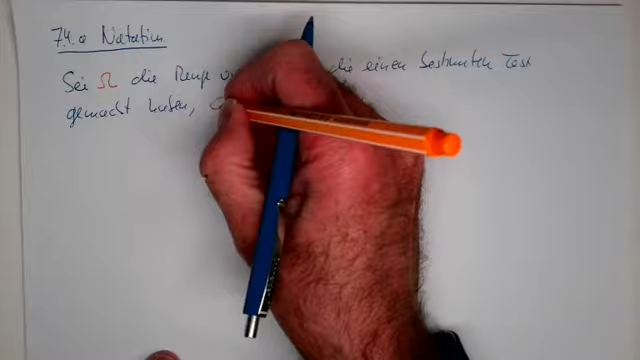 7.4.a Notation
Sei Ω die Menge die einen bestimmten Test
gemacht haben,